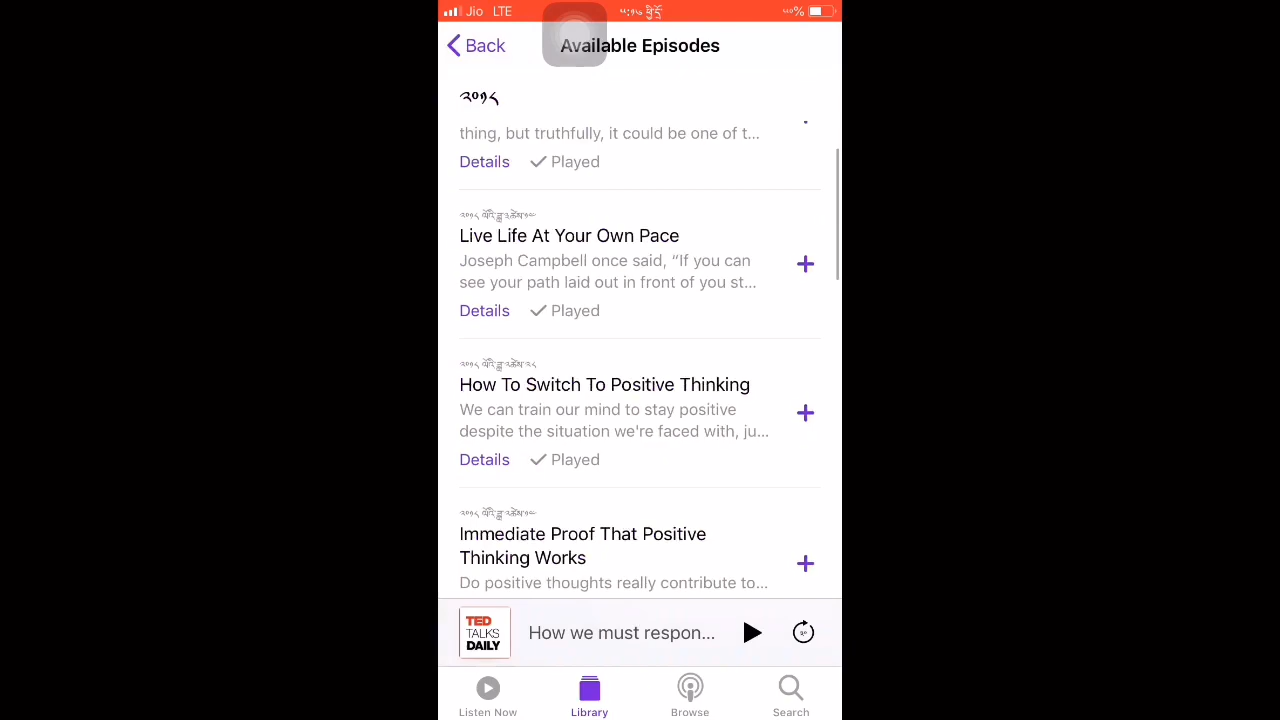 Jio LTE
Back
Available Episodes
༢༠༡༨
thing, but truthfully, it could be one of t...
Details Played
Live Life At Your Own Pace
Joseph Campbell once said, “If you can
see your path laid out in front of you st...
Details Played
How To Switch To Positive Thinking
We can train our mind to stay positive
despite the situation we're faced with, ju...
Details Played
Immediate Proof That Positive
Thinking Works
Do positive thoughts really contribute to...
TED
TALKS
DAILY
How we must respon...
Listen Now Library Browse Search